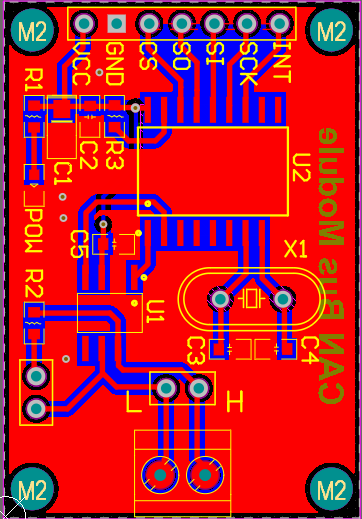 M2
M2
VCC
GND
CS
SO
SI
SCK
INT
R1
C1
C2
R3
U2
POW
C5
CAN Bus Module
X1
R2
U1
C3
C4
L
H
M2
M2